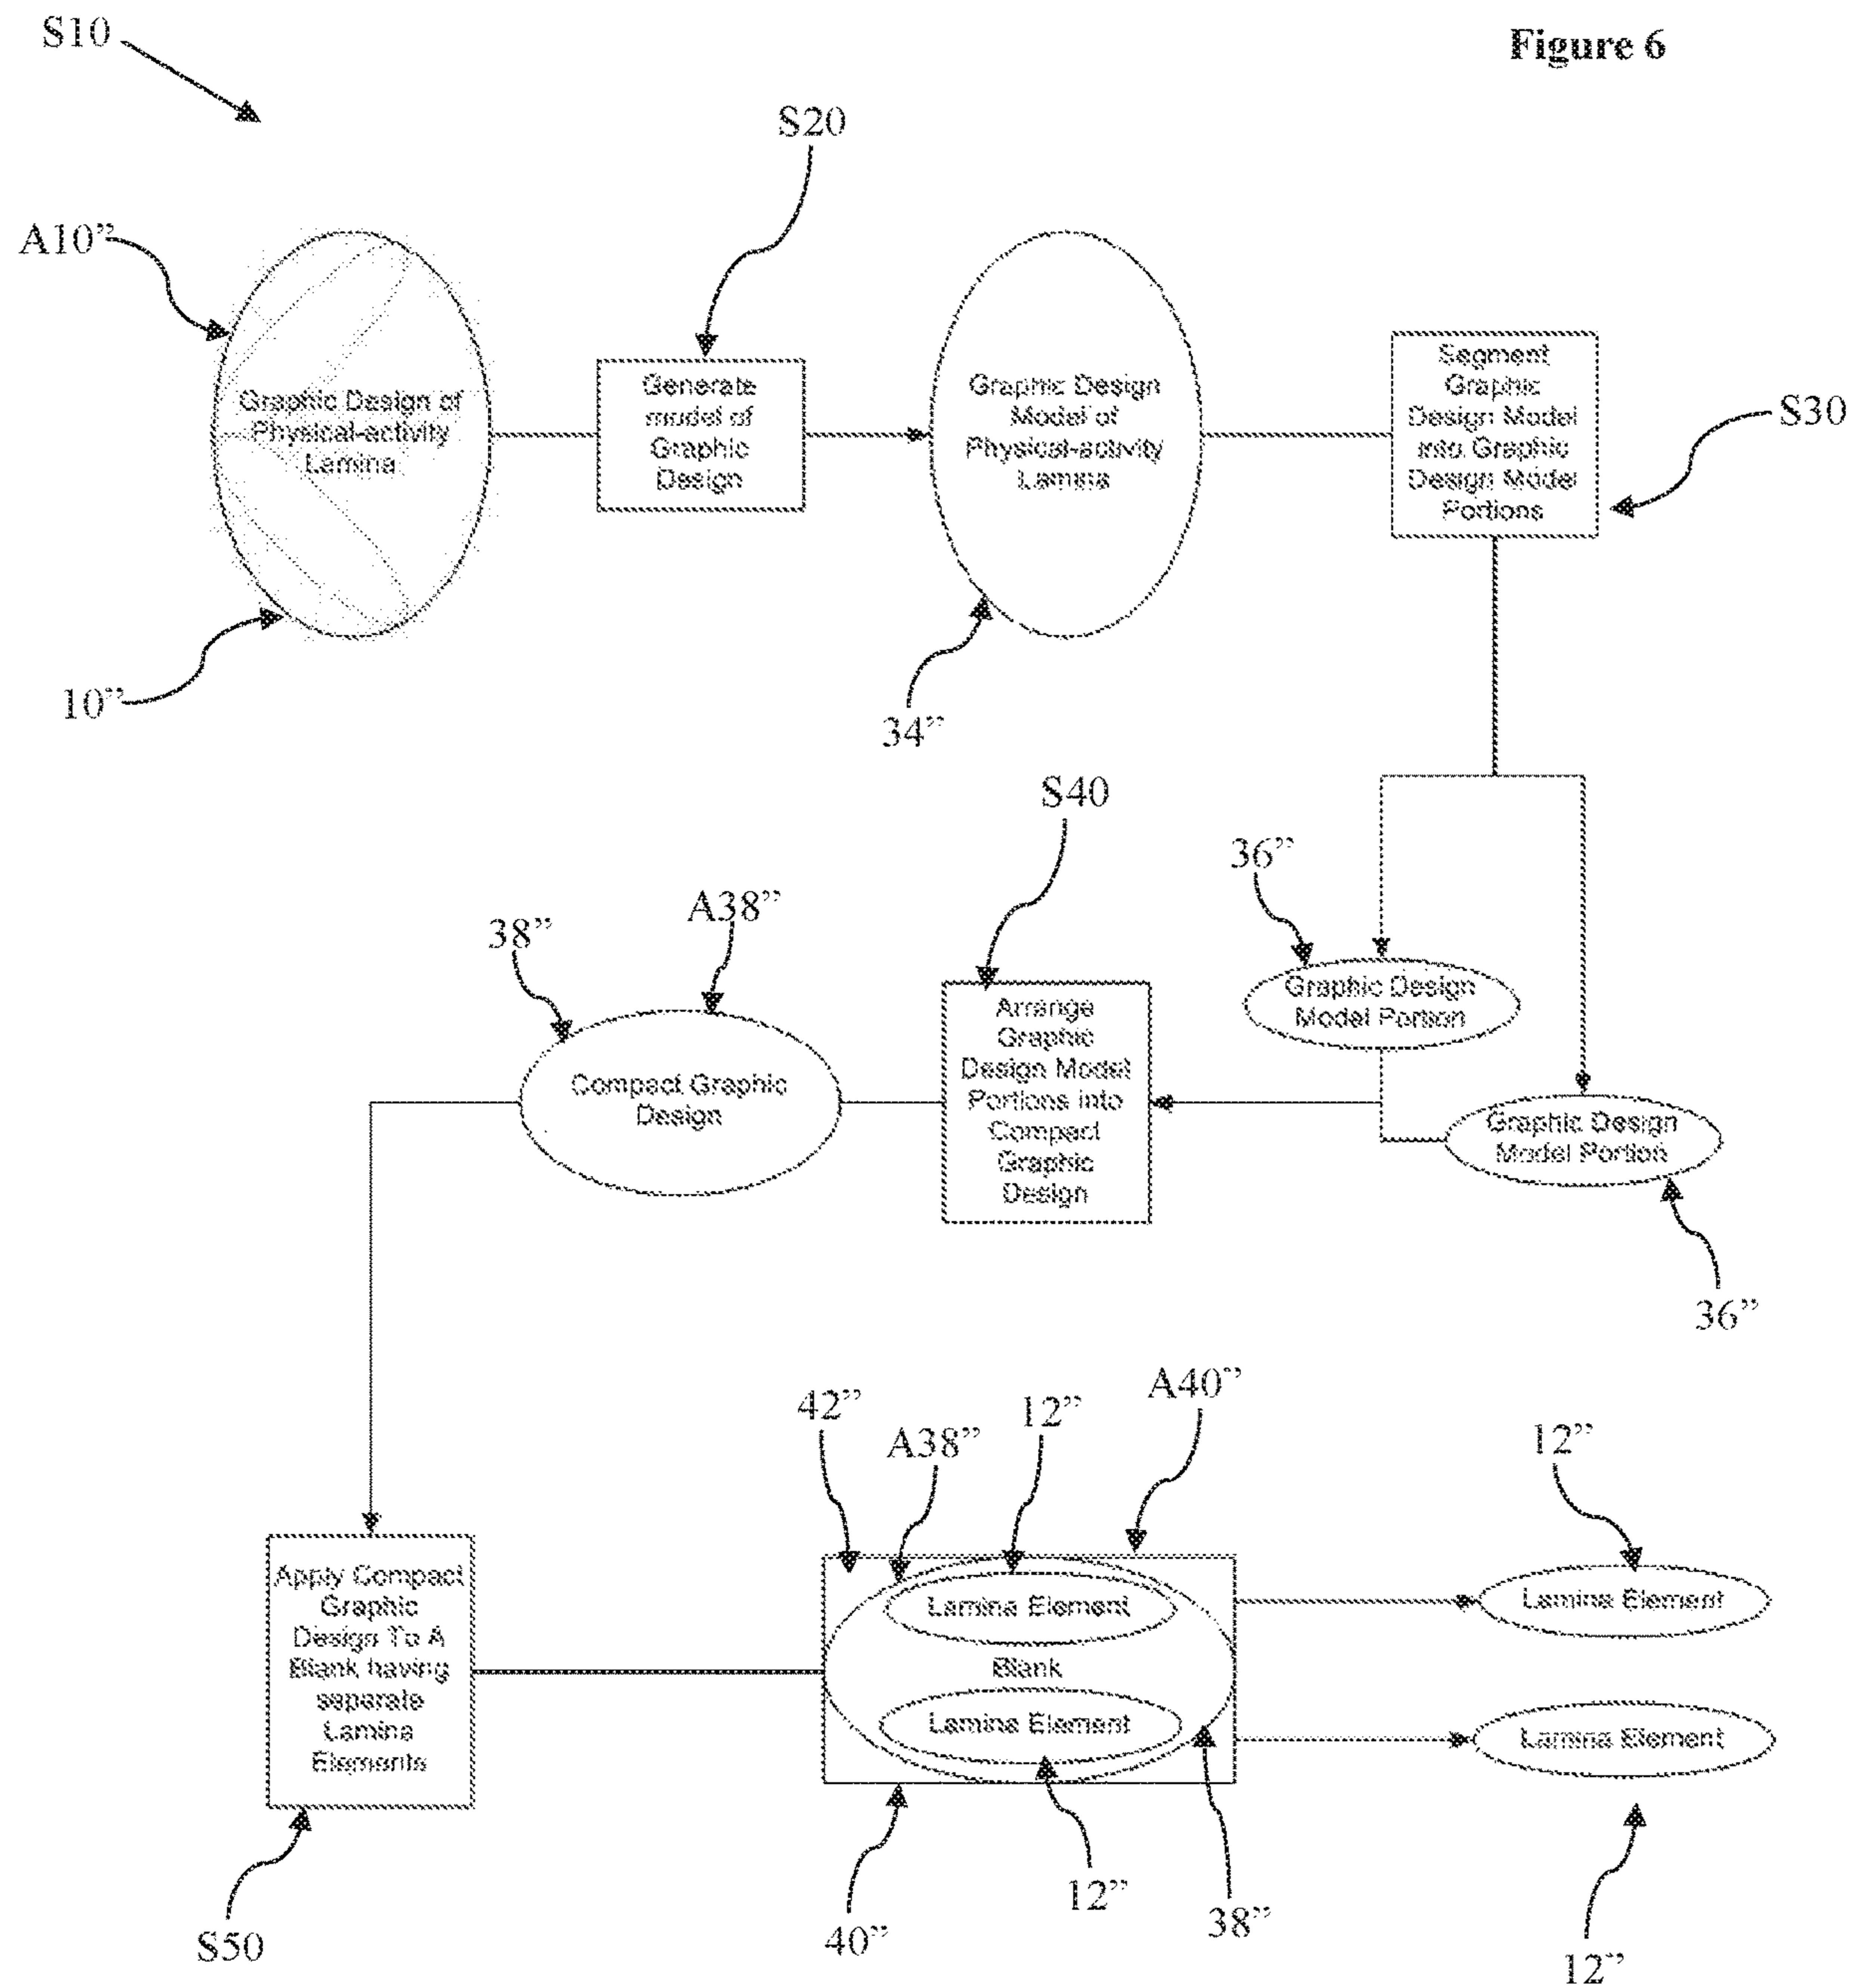 S10
Figure 6
S20
A10”
Graphic Design of
Physical-activity
Lamina
Generate
model of
Graphic
Design
Graphic Design
Model of
Physical-activity
Lamina
Segment
Graphic
Design Model
into Graphic
Design Model
Portions
S30
10”
34”
S40
36”
A38”
38”
Graphic Design
Model Portion
Arrange
Graphic
Design Model
Portions into
Compact
Graphic
Design
Compact Graphic
Design
Graphic Design
Model Portion
36”
A40”
42”
12”
A38”
12”
Apply Compact
Graphic
Design To A
Blank having
separate
Lamina
Elements
Lamina Element
Blank
Lamina Element
Lamina Element
Lamina Element
12”
38”
40”
S50
12”